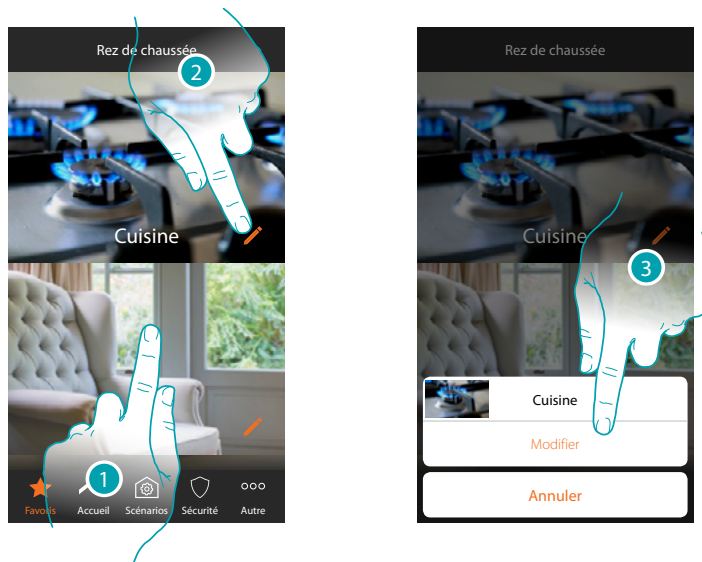 Rez de chaussée
2
Cuisine
1
Favoris
Accueil
Scénarios
Sécurité
Autre
Rez de chaussée
Cuisine
3
Cuisine
Modifier
Annuler